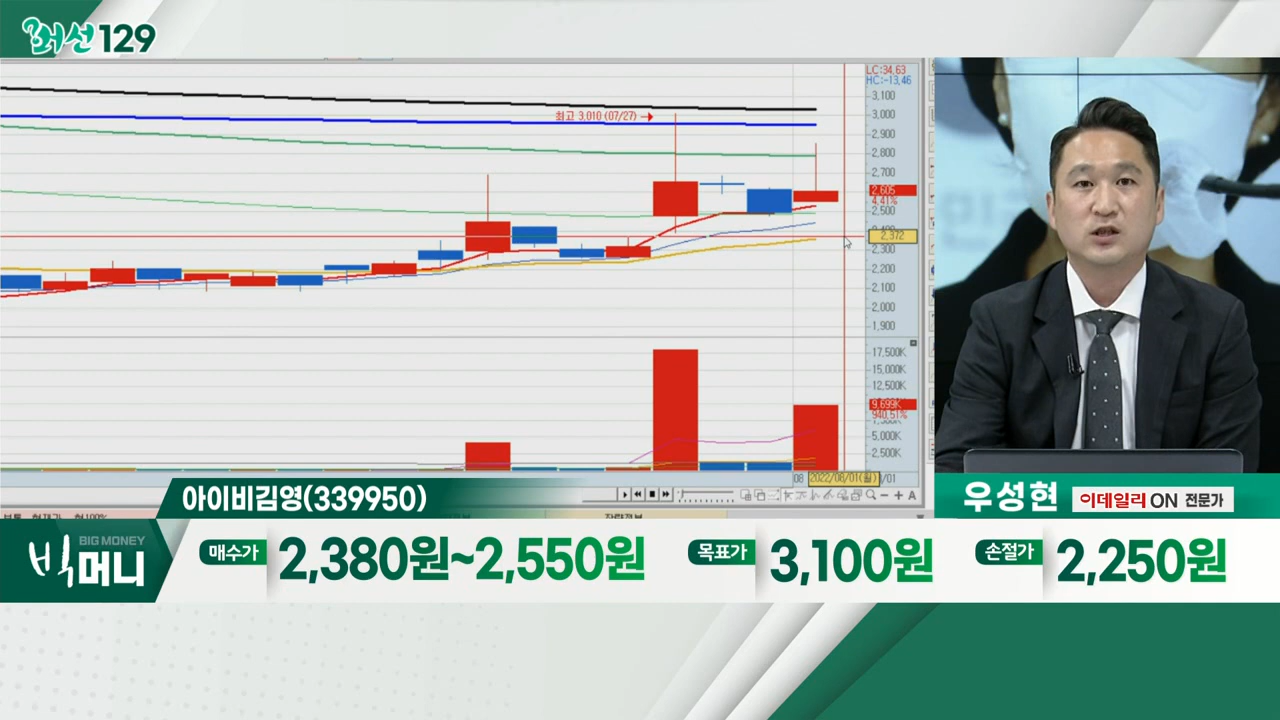 최선129
LC:34.63
HC:-13.46
3,100
3,000
최고 3,010 (07/27)
2,900
2,800
2,700
2,605
4.41%
2,500
2,372
2,300
2,200
2,100
2,000
1,900
17,500K
15,000K
12,500K
9,699K
940.51%
5,000K
2,500K
08
2022/08/01(월)
/01
A
아이비김영(339950)
우성현
이데일리ON 전문가
BIG MONEY
빅머니
매수가
2,380원~2,550원
목표가
3,100원
손절가
2,250원